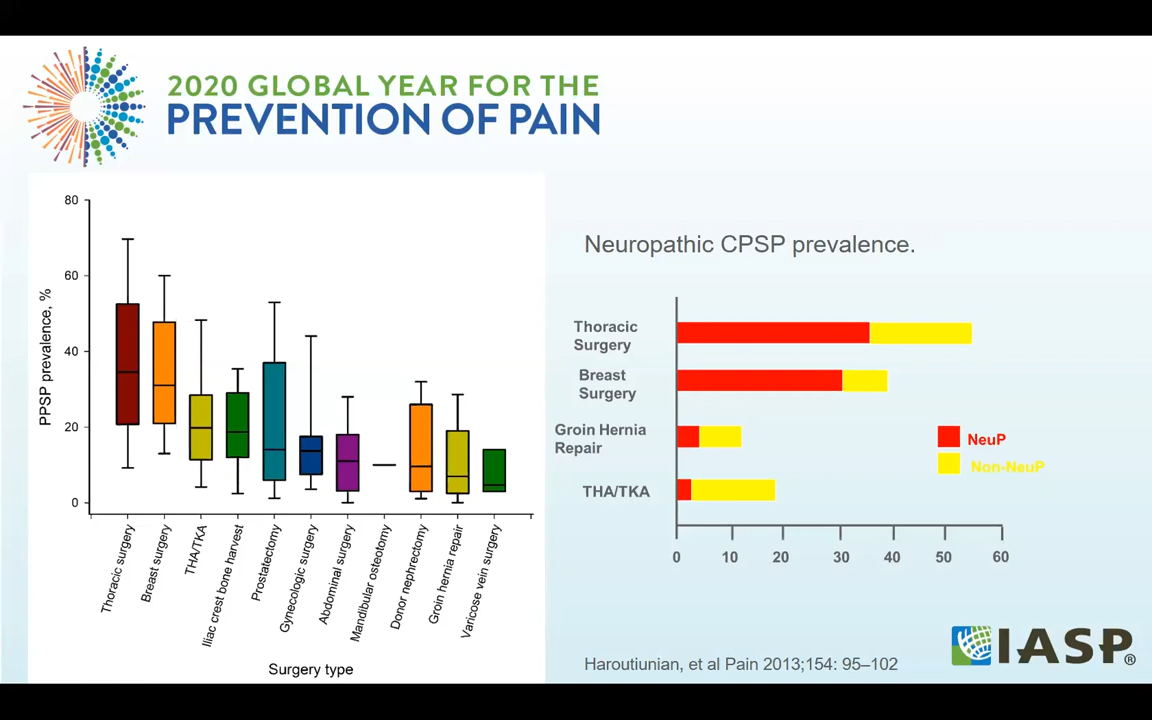 2020 GLOBAL YEAR FOR THE
PREVENTION OF PAIN
80
60
40
20
0
PPSP prevalence, %
Thoracic surgery
Breast surgery
THA/TKA
Iliac crest bone harvest
Prostatectomy
Gynecologic surgery
Abdominal surgery
Mandibular osteotomy
Donor nephrectomy
Groin hernia repair
Varicose vein surgery
Surgery type
Neuropathic CPSP prevalence.
Thoracic
Surgery
Breast
Surgery
Groin Hernia
Repair
THA/TKA
NeuP
Non-NeuP
0 10 20 30 40 50 60
Haroutiunian, et al Pain 2013;154: 95–102
IASP®